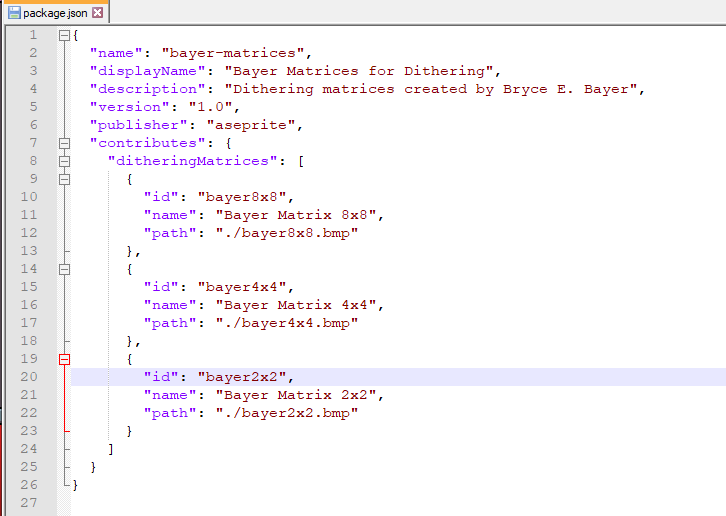 package.json
1 {
2   "name": "bayer-matrices",
3   "displayName": "Bayer Matrices for Dithering",
4   "description": "Dithering matrices created by Bryce E. Bayer",
5   "version": "1.0",
6   "publisher": "aseprite",
7   "contributes": {
8     "ditheringMatrices": [
9       {
10         "id": "bayer8x8",
11         "name": "Bayer Matrix 8x8",
12         "path": "./bayer8x8.bmp"
13       },
14       {
15         "id": "bayer4x4",
16         "name": "Bayer Matrix 4x4",
17         "path": "./bayer4x4.bmp"
18       },
19       {
20         "id": "bayer2x2",
21         "name": "Bayer Matrix 2x2",
22         "path": "./bayer2x2.bmp"
23       }
24     ]
25   }
26 }
27